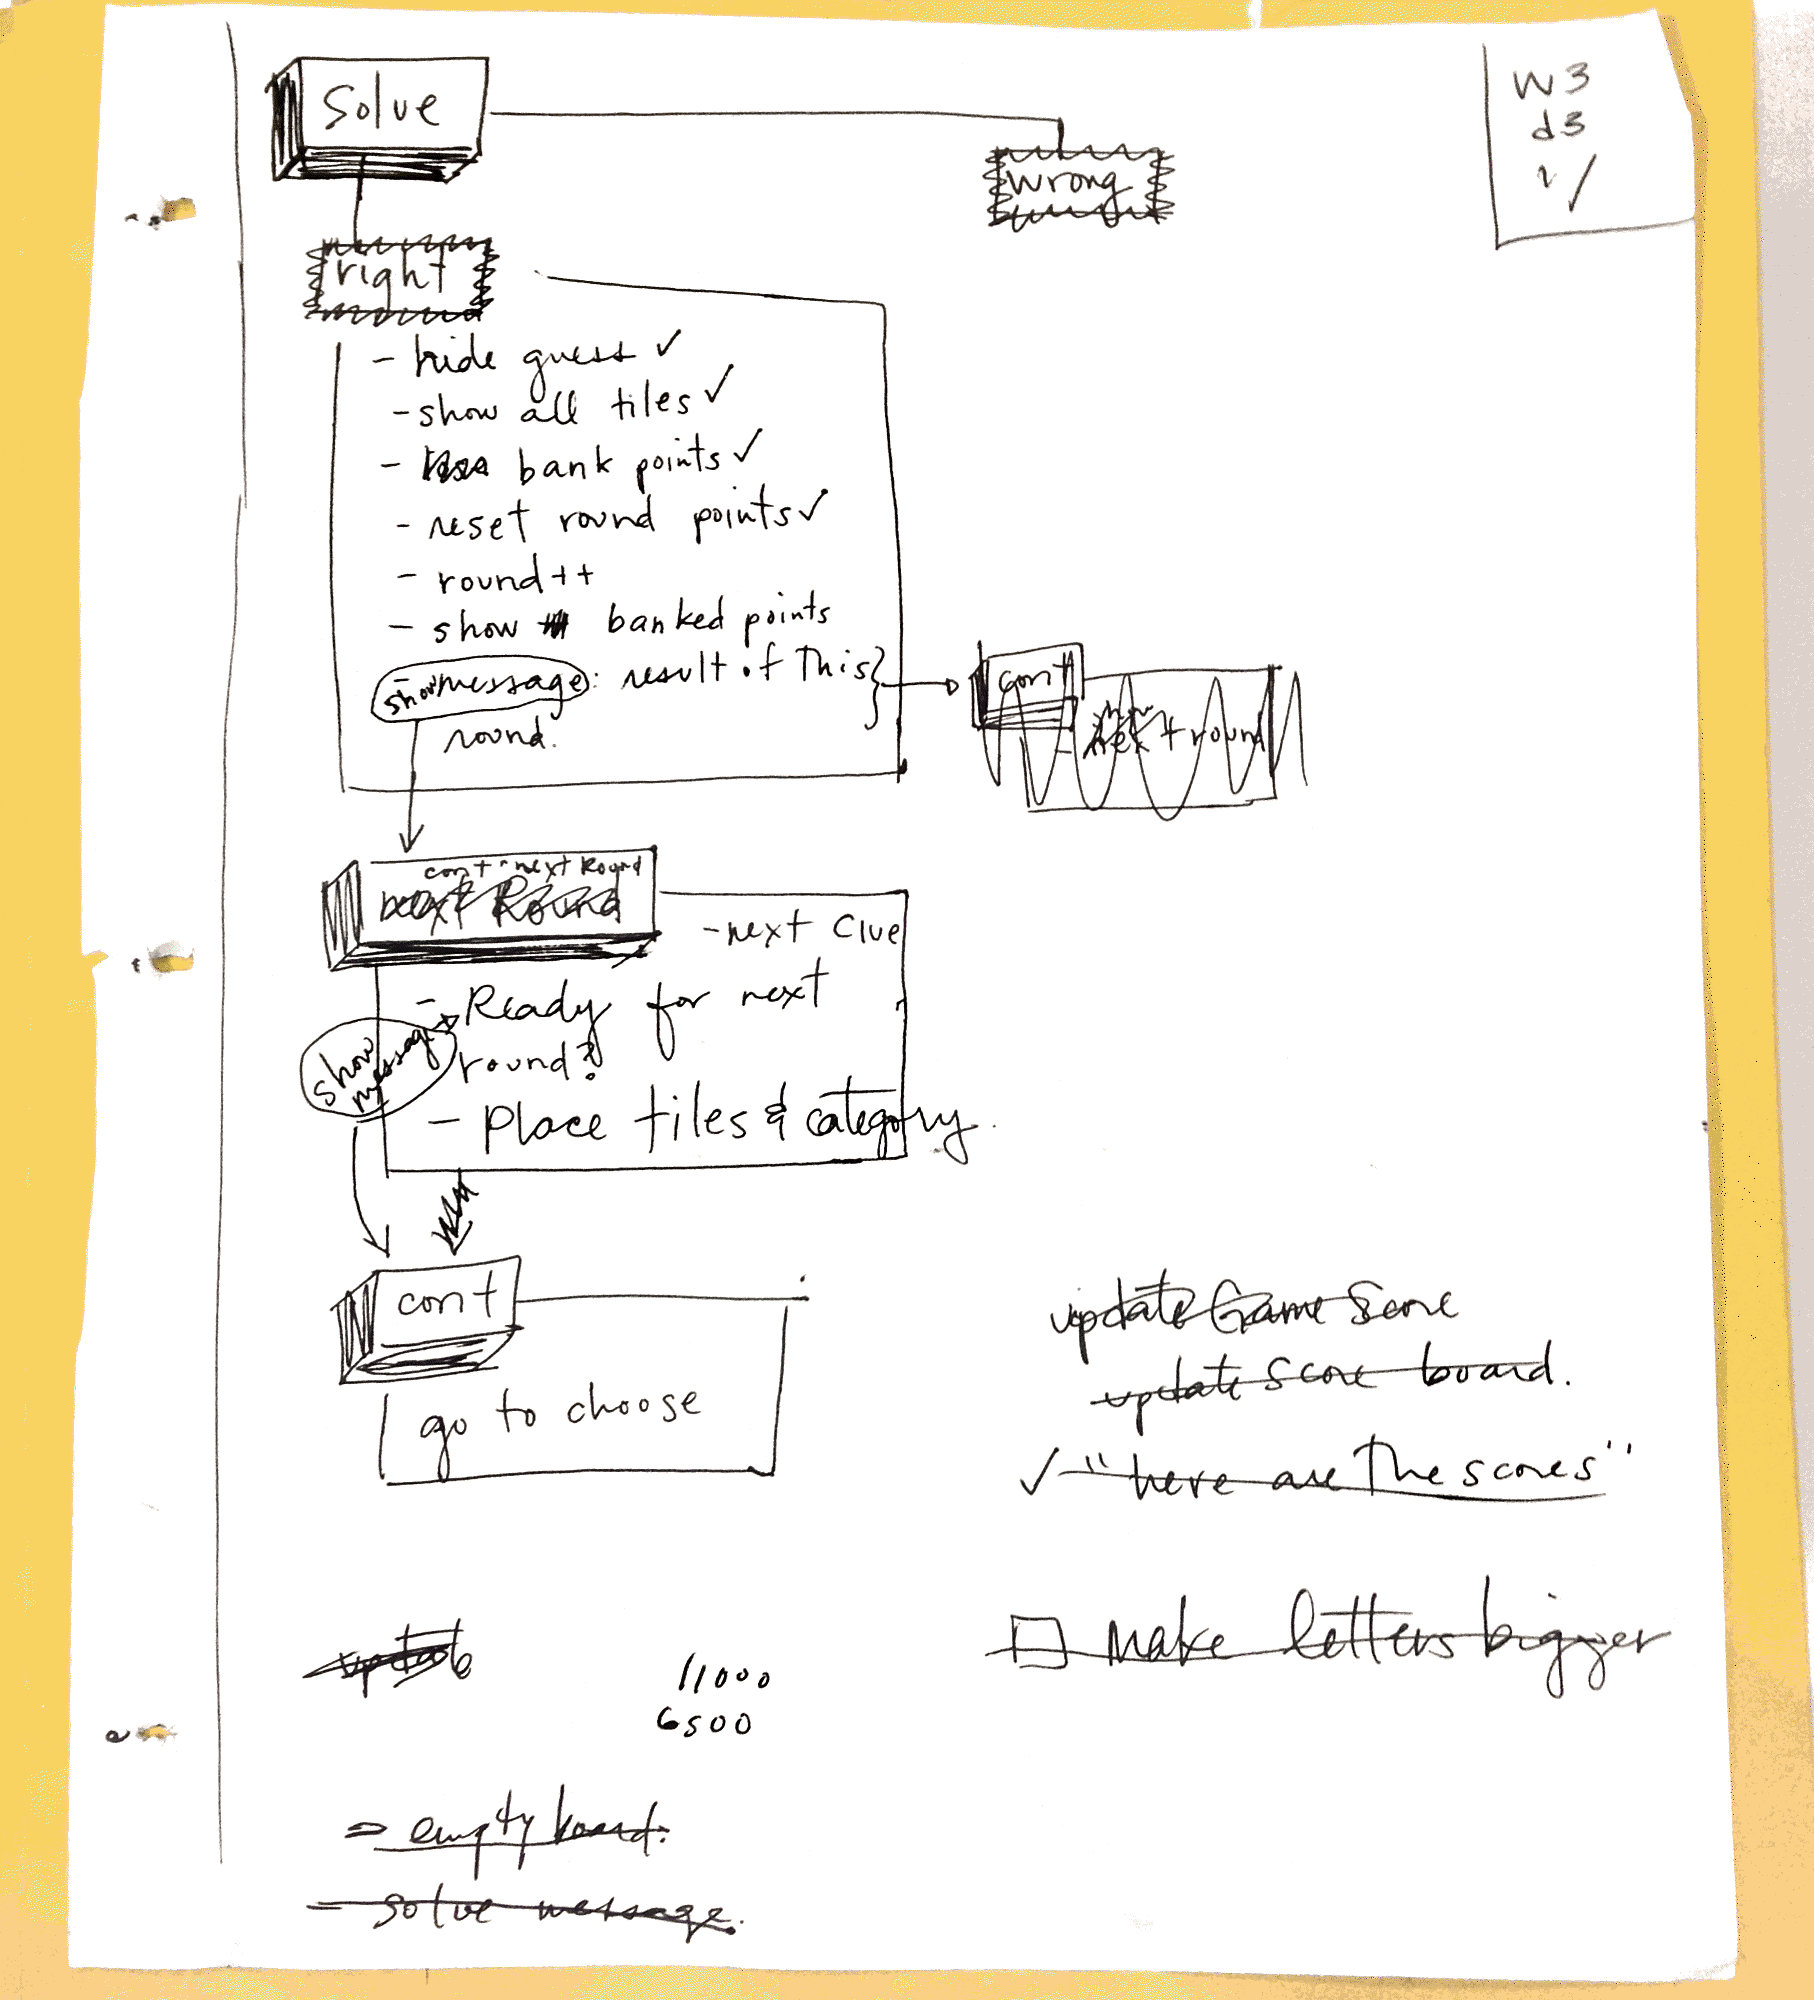 Solve
w3
d3
wrong
right
- hide guess ✓
- show all tiles ✓
- bank points ✓
- reset round points ✓
- round++
- show banked points
- show message: result of This
round.
cont
next round
cont - next Round
next Round
- next Clue
- Ready for next
round?
show
message
- Place tiles & category.
cont
go to choose
update Game Score
update score board.
✓ - "here are The scores"
□ Make letters bigger
update
11000
6500
- empty board.
- solve message.